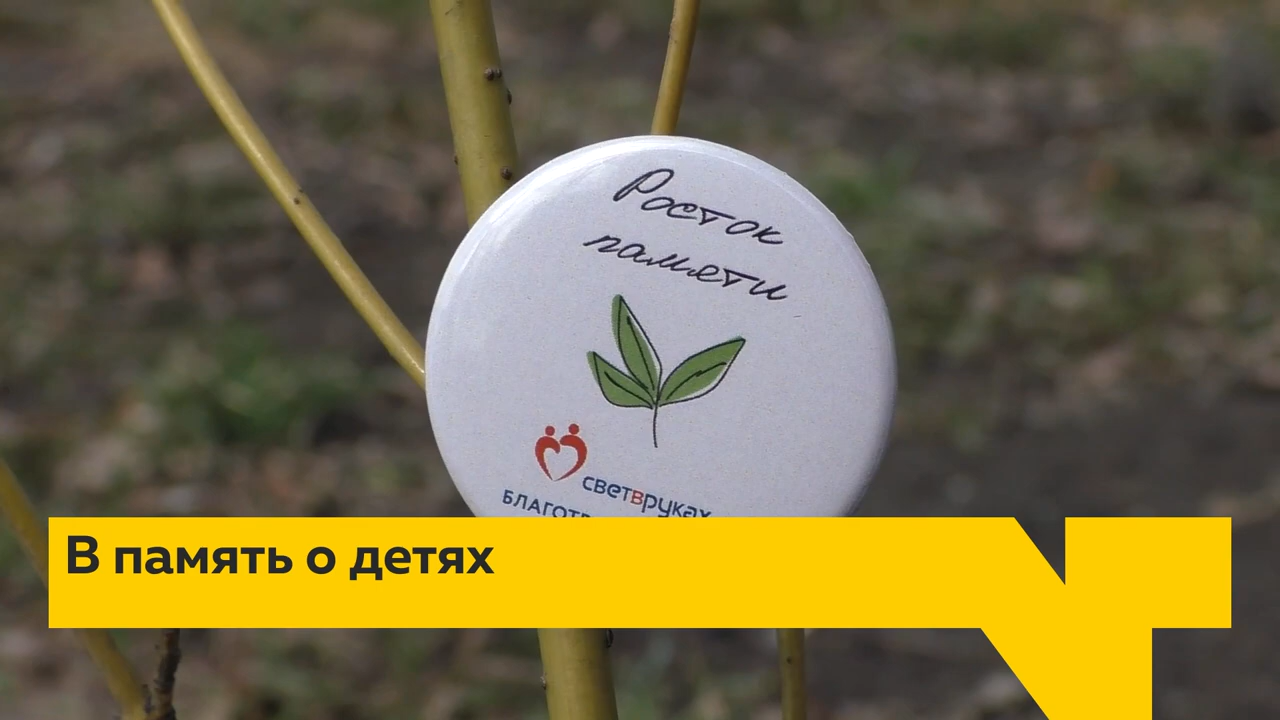 Росток
памяти
светвруках
В память о детях